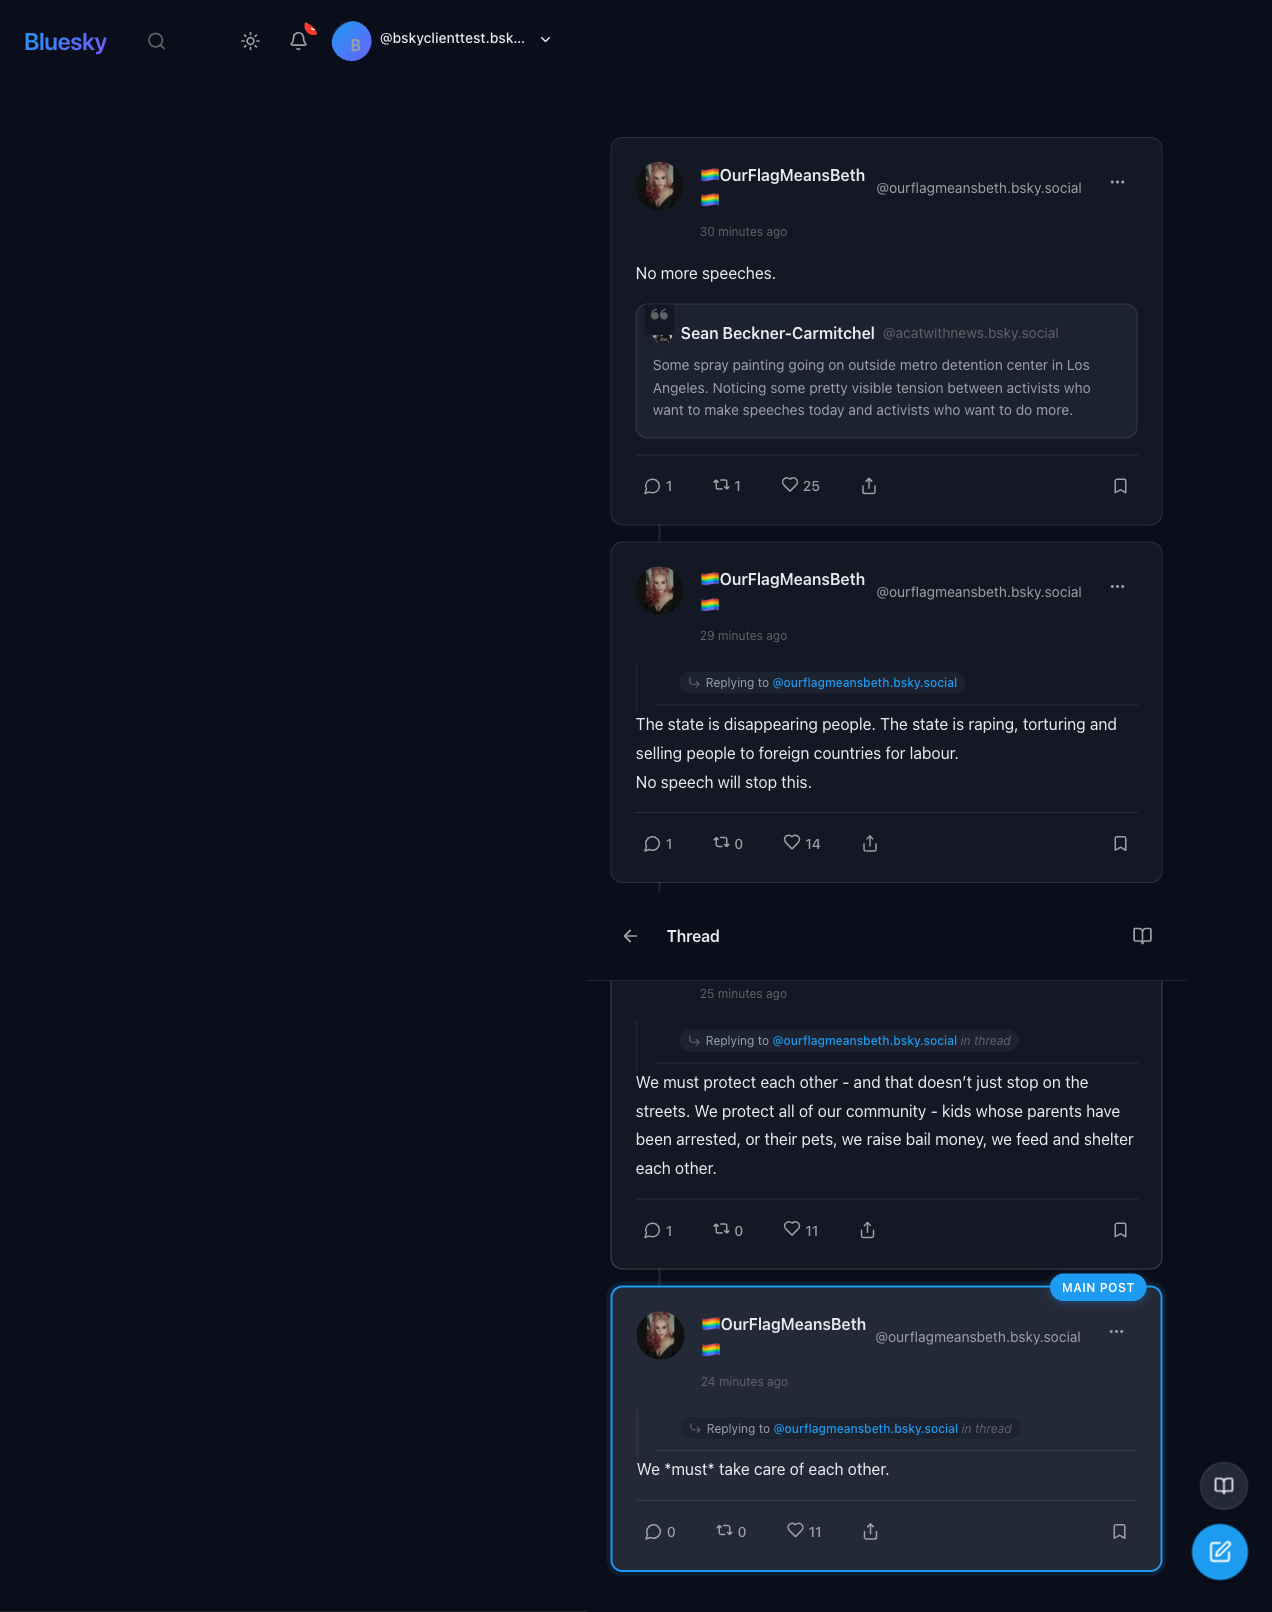 Bluesky
B
@bskyclienttest.bsk...
🏳️‍🌈OurFlagMeansBeth
🏳️‍🌈
@ourflagmeansbeth.bsky.social
30 minutes ago
No more speeches.
Sean Beckner-Carmitchel @acatwithnews.bsky.social
Some spray painting going on outside metro detention center in Los
Angeles. Noticing some pretty visible tension between activists who
want to make speeches today and activists who want to do more.
1 1 25
🏳️‍🌈OurFlagMeansBeth
🏳️‍🌈
@ourflagmeansbeth.bsky.social
29 minutes ago
Replying to @ourflagmeansbeth.bsky.social
The state is disappearing people. The state is raping, torturing and
selling people to foreign countries for labour.
No speech will stop this.
1 0 14
Thread
25 minutes ago
Replying to @ourflagmeansbeth.bsky.social in thread
We must protect each other - and that doesn’t just stop on the
streets. We protect all of our community - kids whose parents have
been arrested, or their pets, we raise bail money, we feed and shelter
each other.
1 0 11
MAIN POST
🏳️‍🌈OurFlagMeansBeth
🏳️‍🌈
@ourflagmeansbeth.bsky.social
24 minutes ago
Replying to @ourflagmeansbeth.bsky.social in thread
We *must* take care of each other.
0 0 11